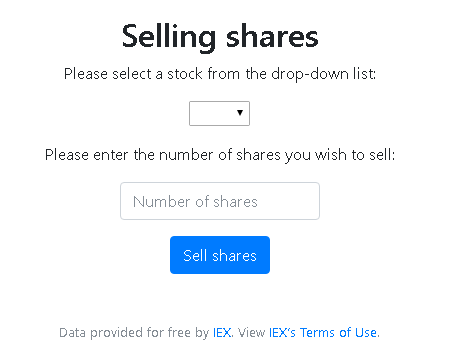 Selling shares
Please select a stock from the drop-down list:
Please enter the number of shares you wish to sell:
Number of shares
Sell shares
Data provided for free by IEX. View IEX's Terms of Use.